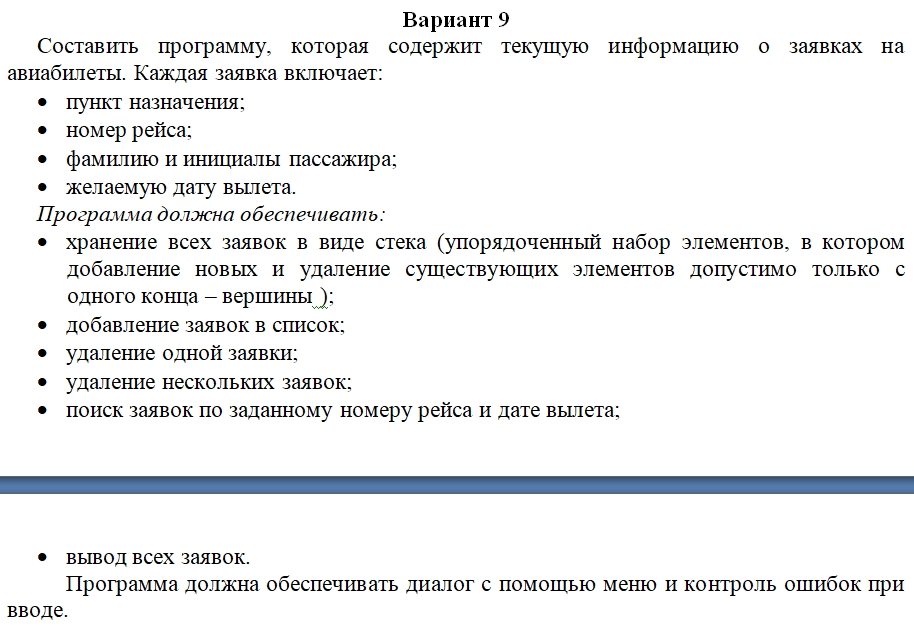 Вариант 9
Составить программу, которая содержит текущую информацию о заявках на
авиабилеты. Каждая заявка включает:
• пункт назначения;
• номер рейса;
• фамилию и инициалы пассажира;
• желаемую дату вылета.
Программа должна обеспечивать:
• хранение всех заявок в виде стека (упорядоченный набор элементов, в котором
добавление новых и удаление существующих элементов допустимо только с
одного конца – вершины );
• добавление заявок в список;
• удаление одной заявки;
• удаление нескольких заявок;
• поиск заявок по заданному номеру рейса и дате вылета;
• вывод всех заявок.
Программа должна обеспечивать диалог с помощью меню и контроль ошибок при
вводе.